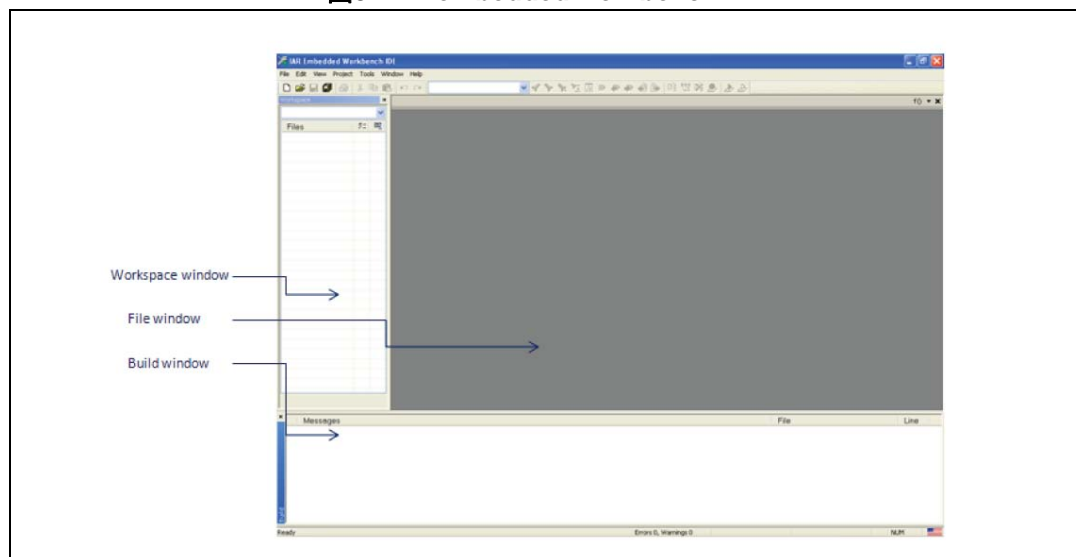 IAR Embedded Workbench IDE
File Edit View Project Tools Window Help
Workspace
Files
Workspace window
File window
Build window
Messages File Line
Ready Errors 0, Warnings 0 NUM